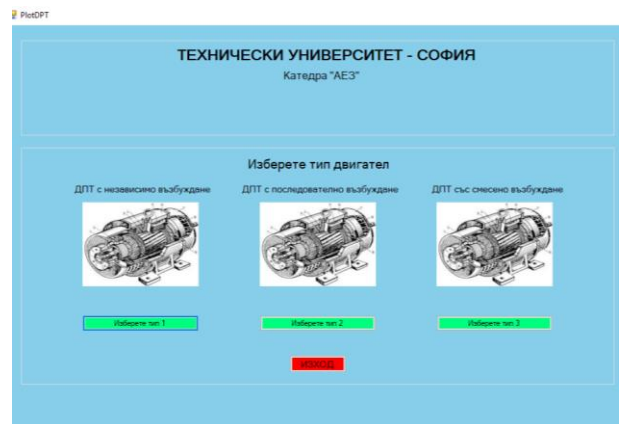 PlotDPT
ТЕХНИЧЕСКИ УНИВЕРСИТЕТ - СОФИЯ
Катедра "АЕЗ"
Изберете тип двигател
ДПТ с независимо възбуждане
ДПТ с последователно възбуждане
ДПТ със смесено възбуждане
Изберете тип 1
Изберете тип 2
Изберете тип 3
ИЗХОД